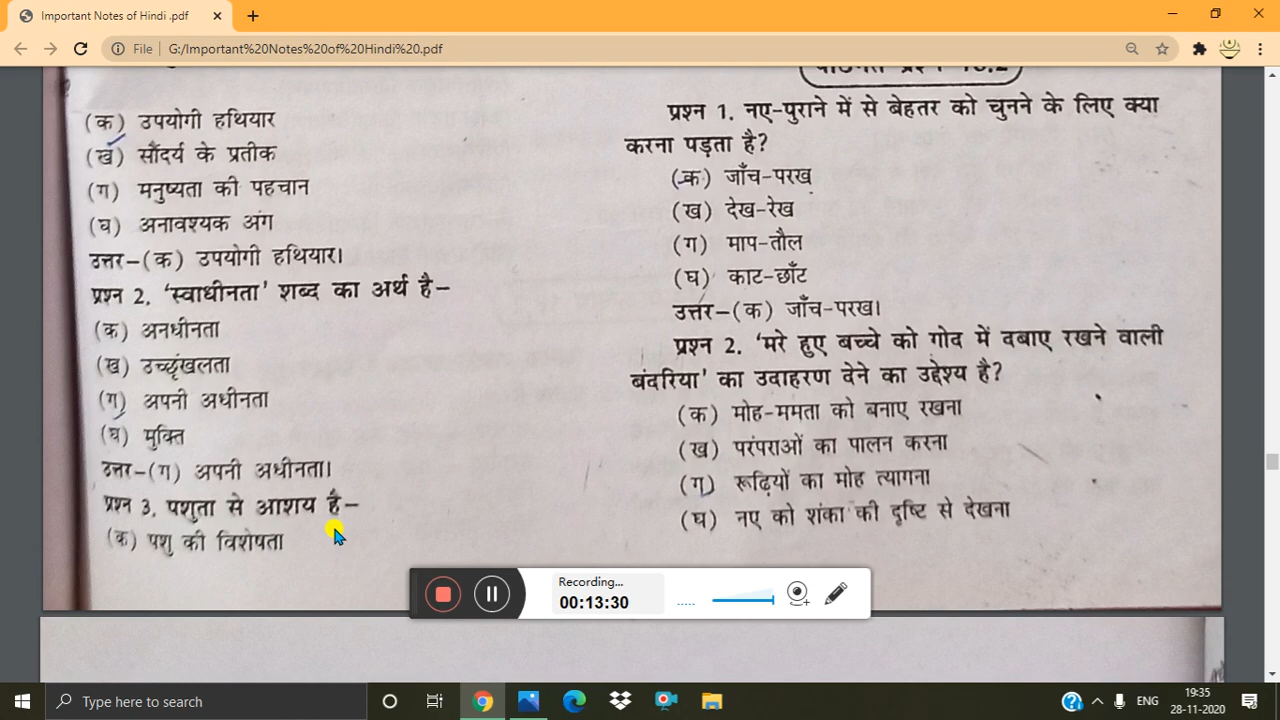 Important Notes of Hindi .pdf
File
G:/Important%20Notes%20of%20Hindi%20.pdf
(क) उपयोगी हथियार
(ख) सौंदर्य के प्रतीक
(ग) मनुष्यता की पहचान
(घ) अनावश्यक अंग
उत्तर–(क) उपयोगी हथियार।
प्रश्न 2. 'स्वाधीनता' शब्द का अर्थ है–
(क) अनधीनता
(ख) उच्छृंखलता
(ग) अपनी अधीनता
(घ) मुक्ति
उत्तर–(ग) अपनी अधीनता।
प्रश्न 3. पशुता से आशय है–
(क) पशु की विशेषता
प्रश्न 1. नए-पुराने में से बेहतर को चुनने के लिए क्या
करना पड़ता है?
(क) जाँच-परख
(ख) देख-रेख
(ग) माप-तौल
(घ) काट-छाँट
उत्तर–(क) जाँच-परख।
प्रश्न 2. 'मरे हुए बच्चे को गोद में दबाए रखने वाली
बंदरिया' का उदाहरण देने का उद्देश्य है?
(क) मोह-ममता को बनाए रखना
(ख) परंपराओं का पालन करना
(ग) रूढ़ियों का मोह त्यागना
(घ) नए को शंका की दृष्टि से देखना
Recording...
00:13:30
Type here to search
ENG
19:35
28-11-2020